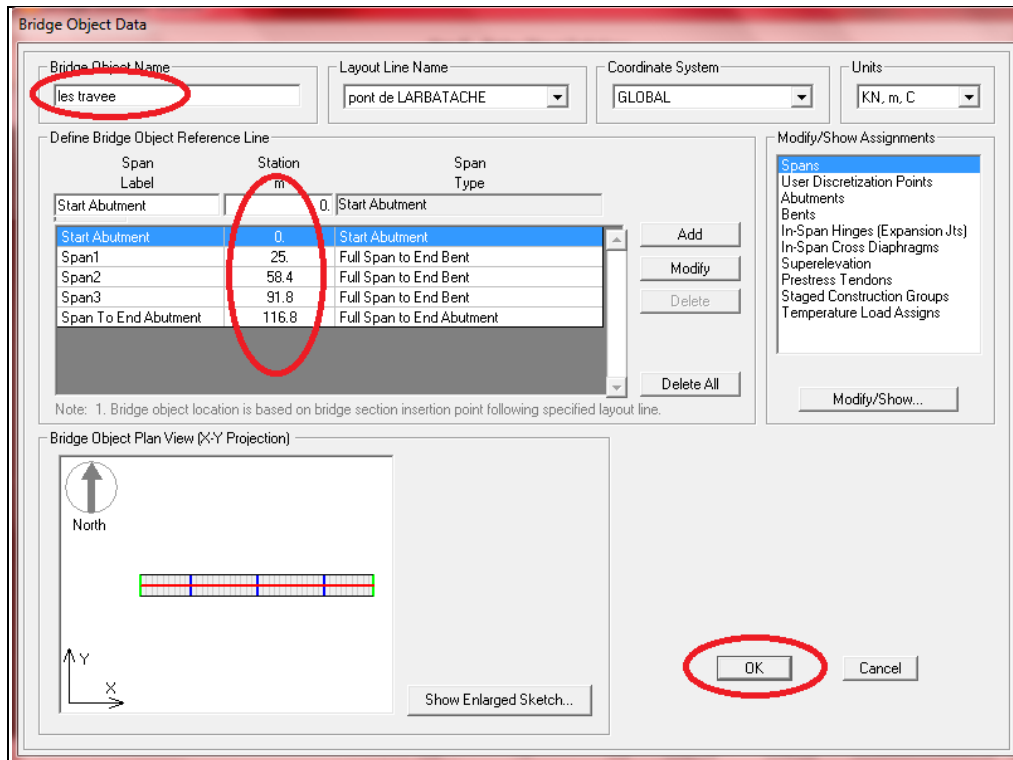 Bridge Object Data
Bridge Object Name
les travee
Layout Line Name
pont de LARBATACHE
Coordinate System
GLOBAL
Units
KN, m, C
Define Bridge Object Reference Line
Span Label
Station m
Span Type
Start Abutment 0. Start Abutment
Start Abutment 0. Start Abutment
Span1 25. Full Span to End Bent
Span2 58.4 Full Span to End Bent
Span3 91.8 Full Span to End Bent
Span To End Abutment 116.8 Full Span to End Abutment
Add
Modify
Delete
Delete All
Note: 1. Bridge object location is based on bridge section insertion point following specified layout line.
Modify/Show Assignments
Spans
User Discretization Points
Abutments
Bents
In-Span Hinges (Expansion Jts)
In-Span Cross Diaphragms
Superelevation
Prestress Tendons
Staged Construction Groups
Temperature Load Assigns
Modify/Show...
Bridge Object Plan View (X-Y Projection)
North
Y
X
Show Enlarged Sketch...
OK
Cancel